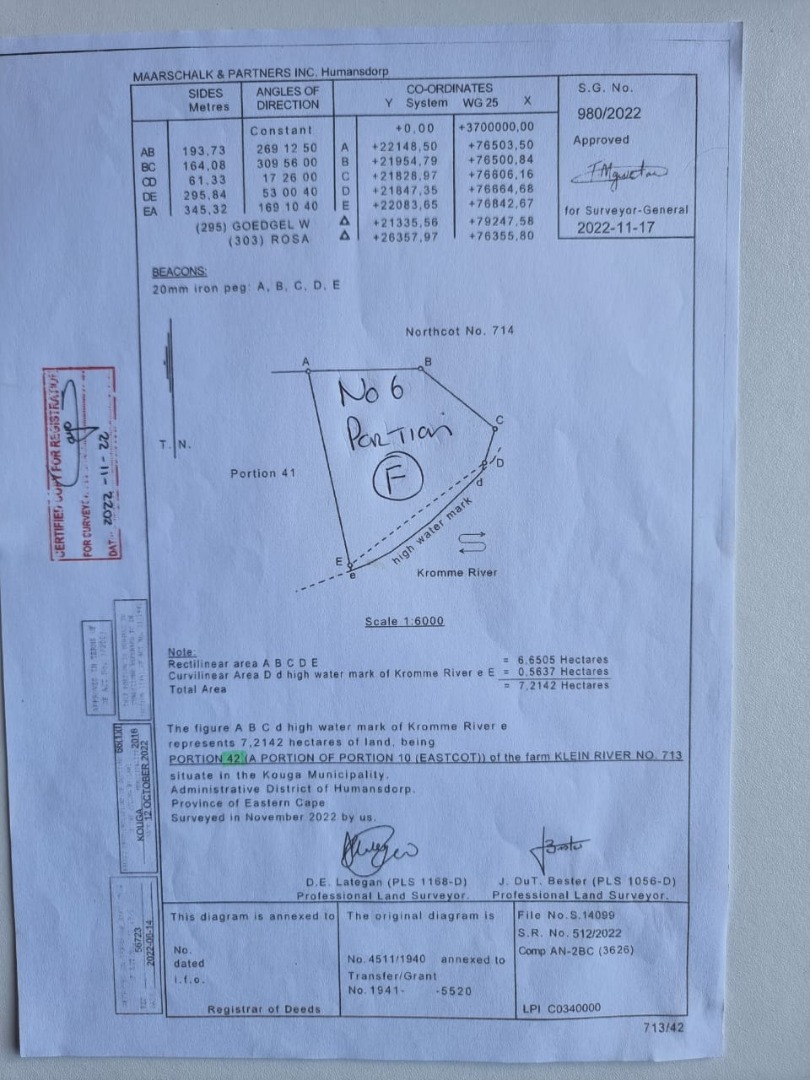 MAARSCHALK & PARTNERS INC. Humansdorp
SIDES Metres ANGLES OF DIRECTION CO-ORDINATES Y System WG 25 X
Constant +0,00 +3700000,00
AB 193,73 269 12 50 A +22148,50 +76503,50
BC 164,08 309 56 00 B +21954,79 +76500,84
CD 61,33 17 26 00 C +21828,97 +76606,16
DE 295,84 53 00 40 D +21847,35 +76664,68
EA 345,32 169 10 40 E +22083,65 +76842,67
(295) GOEDGEL W △ +21335,56 +79247,58
(303) ROSA △ +26357,97 +76355,80
S.G. No.
980/2022
Approved
for Surveyor-General
2022-11-17
BEACONS:
20mm iron peg: A, B, C, D, E
Northcot No. 714
A
B
No 6
Portion
F
C
T. N.
Portion 41
D
d
high water mark
E
e
Kromme River
Scale 1:6000
CERTIFIED COPY FOR REGISTRATION
FOR SURVEY
DAT 2022 -11- 22
Note:
Rectilinear area A B C D E = 6,6505 Hectares
Curvilinear Area D d high water mark of Kromme River e E = 0,5637 Hectares
Total Area = 7,2142 Hectares
The figure A B C d high water mark of Kromme River e
represents 7,2142 hectares of land, being
PORTION 42 (A PORTION OF PORTION 10 (EASTCOT)) of the farm KLEIN RIVER NO. 713
situate in the Kouga Municipality.
Administrative District of Humansdorp.
Province of Eastern Cape
Surveyed in November 2022 by us.
KOUGA
2016
12 OCTOBER 2022
D.E. Lategan (PLS 1168-D)
Professional Land Surveyor.
J. DuT. Bester (PLS 1056-D)
Professional Land Surveyor.
56723
2022-06-14
This diagram is annexed to
No.
dated
i.f.o.
Registrar of Deeds
The original diagram is
No. 4511/1940 annexed to
Transfer/Grant
No. 1941- -5520
File No.S.14099
S.R. No. 512/2022
Comp AN-2BC (3626)
LPI C0340000
713/42